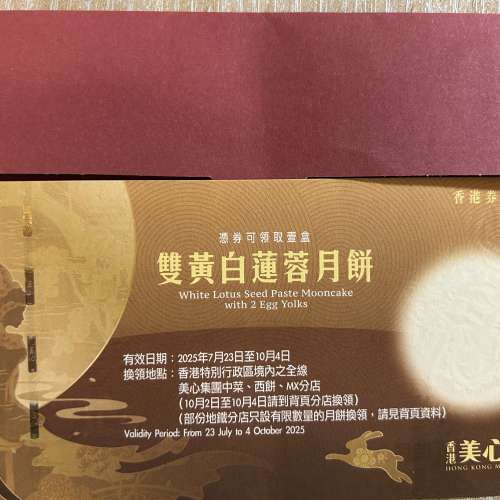 香港券
憑券可領取壹盒
雙黃白蓮蓉月餅
White Lotus Seed Paste Mooncake
with 2 Egg Yolks
有效日期：2025年7月23日至10月4日
換領地點：香港特別行政區境內之全線
美心集團中菜、西餅、MX分店
(10月2日至10月4日請到背頁分店換領)
(部份地鐵分店只設有限數量的月餅換領，請見背頁資料)
Validity Period: From 23 July to 4 October 2025
香港 美心
HONG KONG M